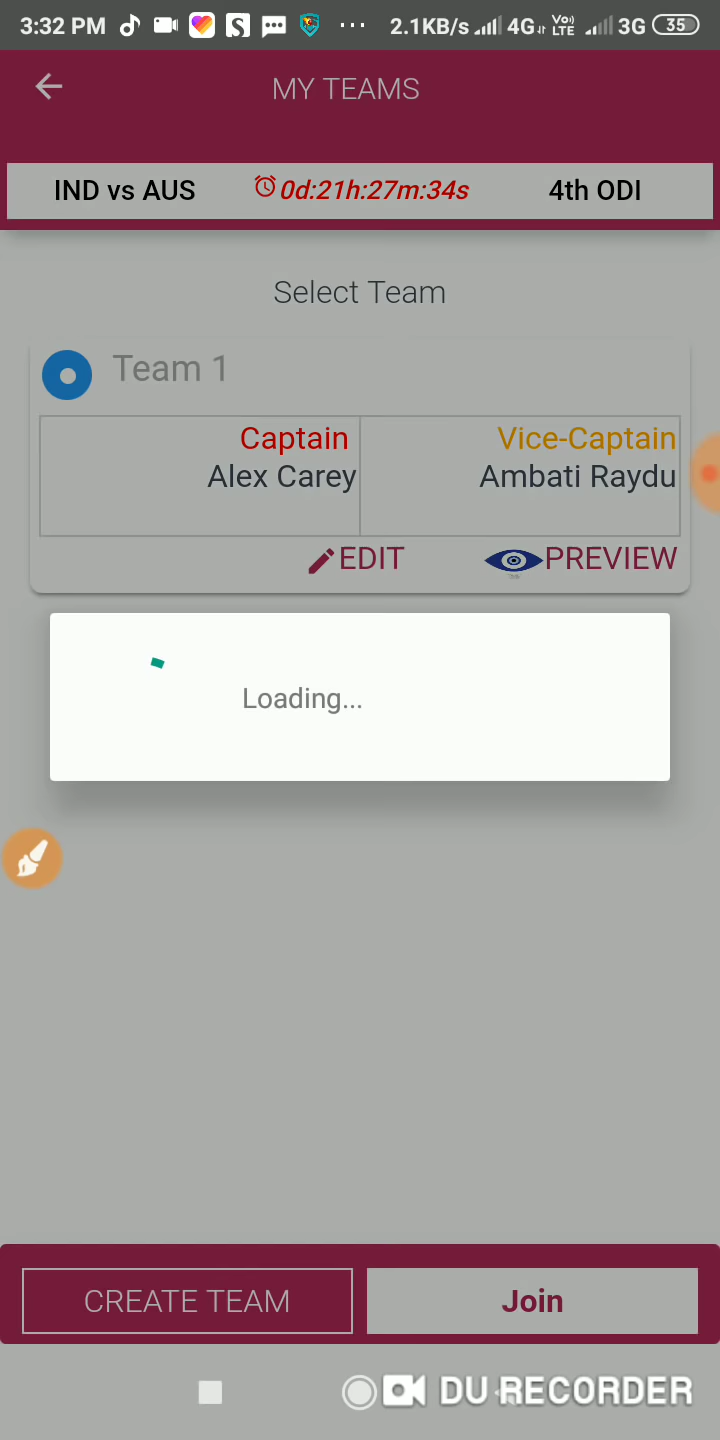 3:32 PM ... 2.1KB/s 4G Vo) LTE 3G 35
MY TEAMS
IND vs AUS 0d:21h:27m:34s 4th ODI
Select Team
Team 1
Captain Vice-Captain
Alex Carey Ambati Raydu
EDIT PREVIEW
Loading...
CREATE TEAM Join
DU RECORDER